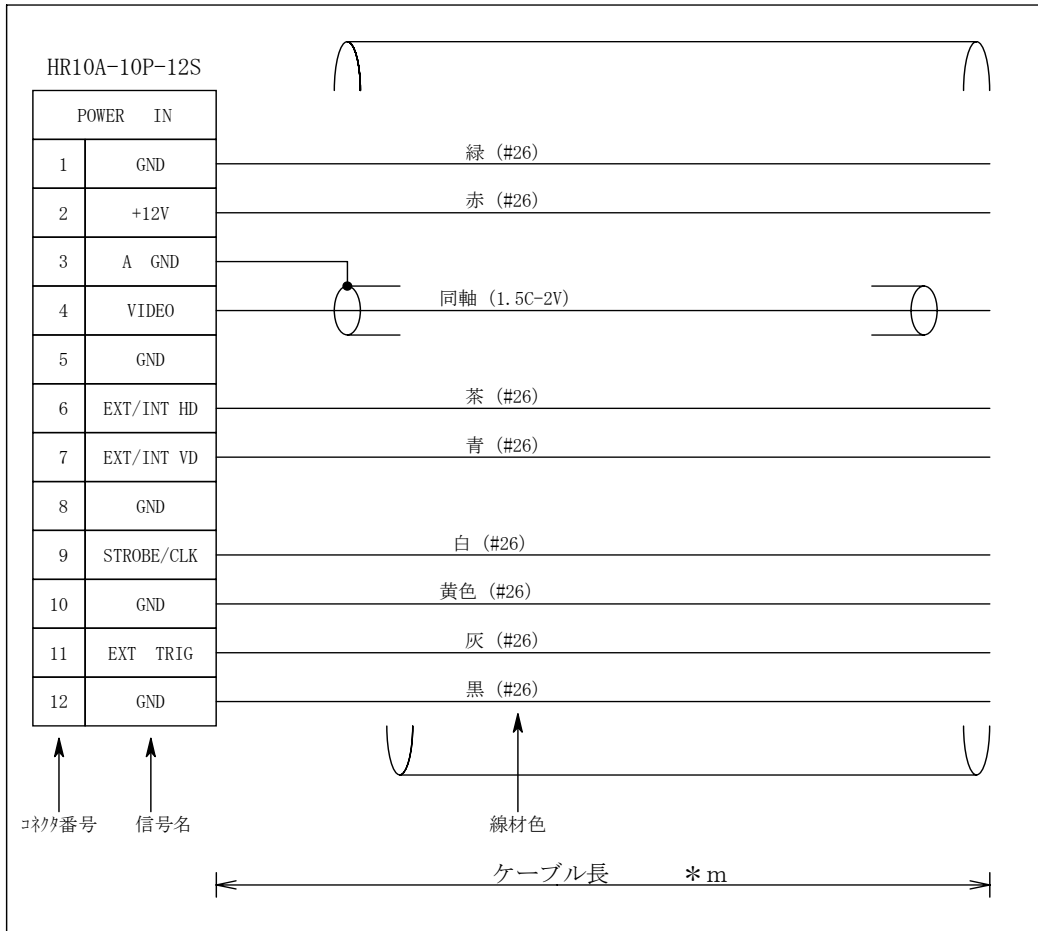 HR10A-10P-12S
POWER IN
1 GND 緑 (#26)
2 +12V 赤 (#26)
3 A GND
4 VIDEO 同軸 (1.5C-2V)
5 GND
6 EXT/INT HD 茶 (#26)
7 EXT/INT VD 青 (#26)
8 GND
9 STROBE/CLK 白 (#26)
10 GND 黄色 (#26)
11 EXT TRIG 灰 (#26)
12 GND 黒 (#26)
ｺﾈｸﾀ番号 信号名 線材色
ケーブル長 ＊ｍ